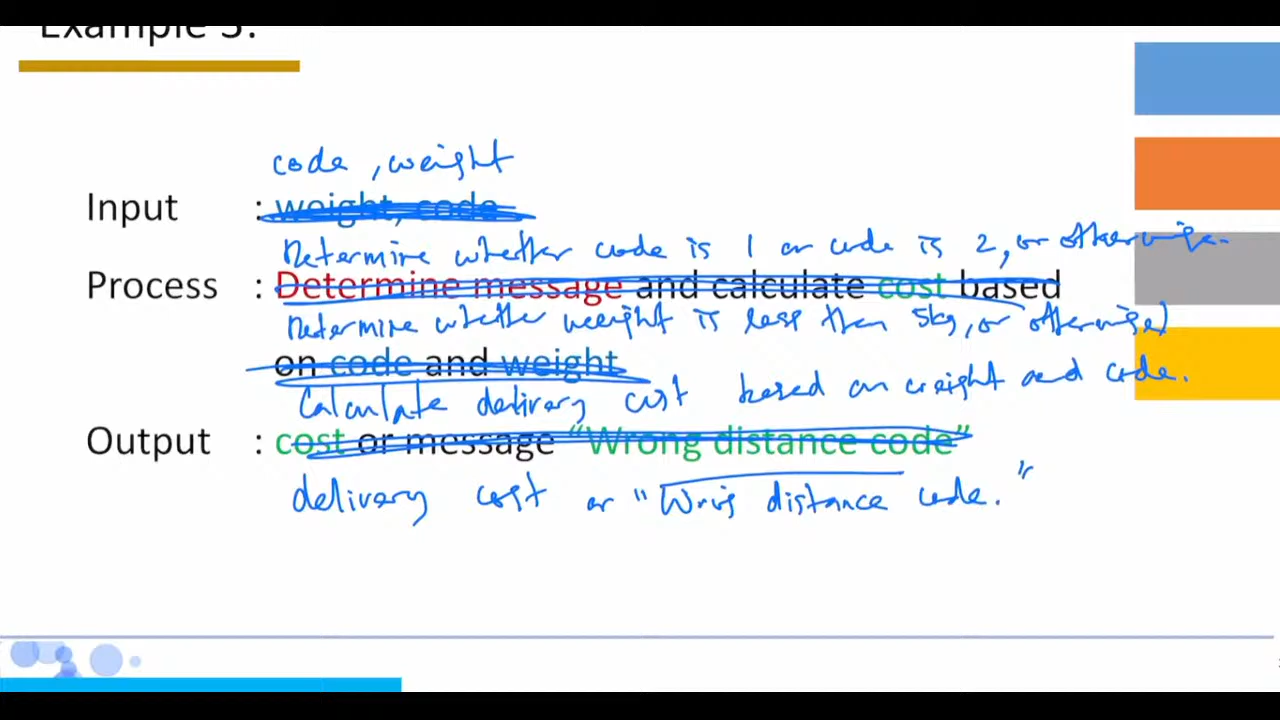 Example 3:
code, weight
Input : weight, code
Determine whether code is 1 or code is 2, or otherwise.
Process : Determine message and calculate cost based
Determine whether weight is less than 5kg, or otherwise,
on code and weight
Calculate delivery cost based on weight and code.
Output : cost or message “Wrong distance code”
delivery cost or "Wrong distance code."